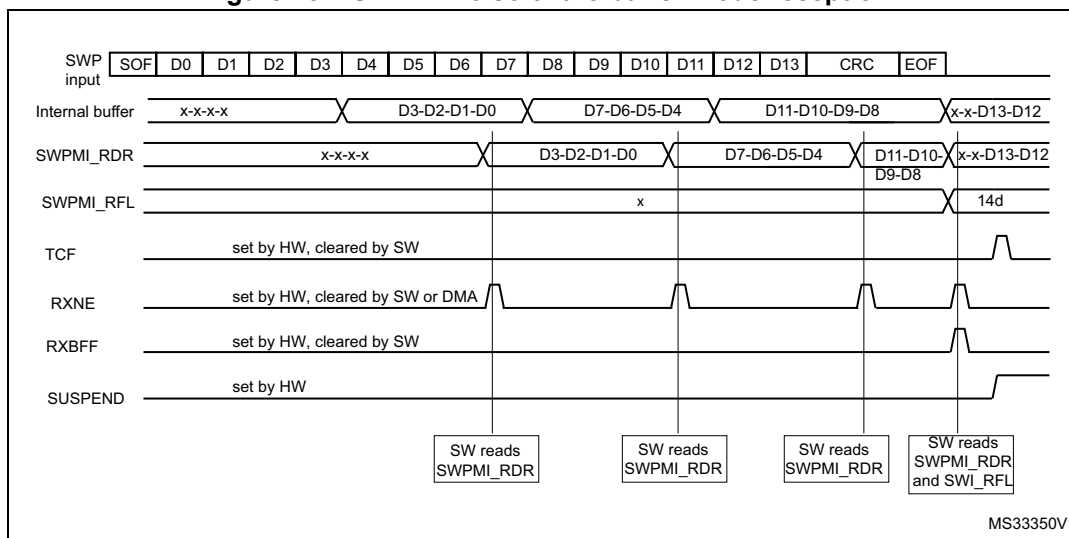 SWP input SOF D0 D1 D2 D3 D4 D5 D6 D7 D8 D9 D10 D11 D12 D13 CRC EOF
Internal buffer x-x-x-x D3-D2-D1-D0 D7-D6-D5-D4 D11-D10-D9-D8 x-x-D13-D12
SWPMI_RDR x-x-x-x D3-D2-D1-D0 D7-D6-D5-D4 D11-D10-D9-D8 x-x-D13-D12
SWPMI_RFL x 14d
TCF set by HW, cleared by SW
RXNE set by HW, cleared by SW or DMA
RXBFF set by HW, cleared by SW
SUSPEND set by HW
SW reads SWPMI_RDR
SW reads SWPMI_RDR
SW reads SWPMI_RDR
SW reads SWPMI_RDR and SWI_RFL
MS33350V